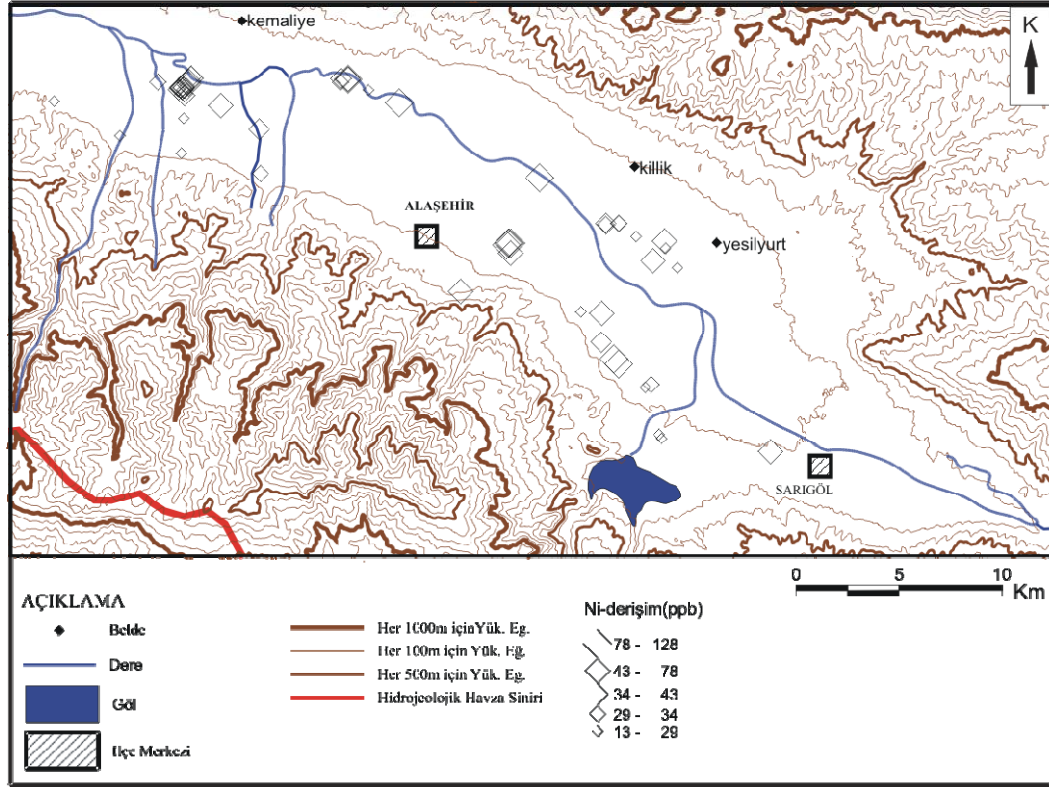 kemaliye
K
killik
ALAŞEHİR
yesilyurt
SARIGÖL
0 5 10
Km
AÇIKLAMA
Belde
Dere
Göl
İlçe Merkezi
Her 1000m için Yük. Eg.
Her 100m için Yük. Eğ.
Her 500m için Yük. Eg.
Hidrojeolojik Havza Siniri
Ni-derişim(ppb)
78 - 128
43 - 78
34 - 43
29 - 34
13 - 29